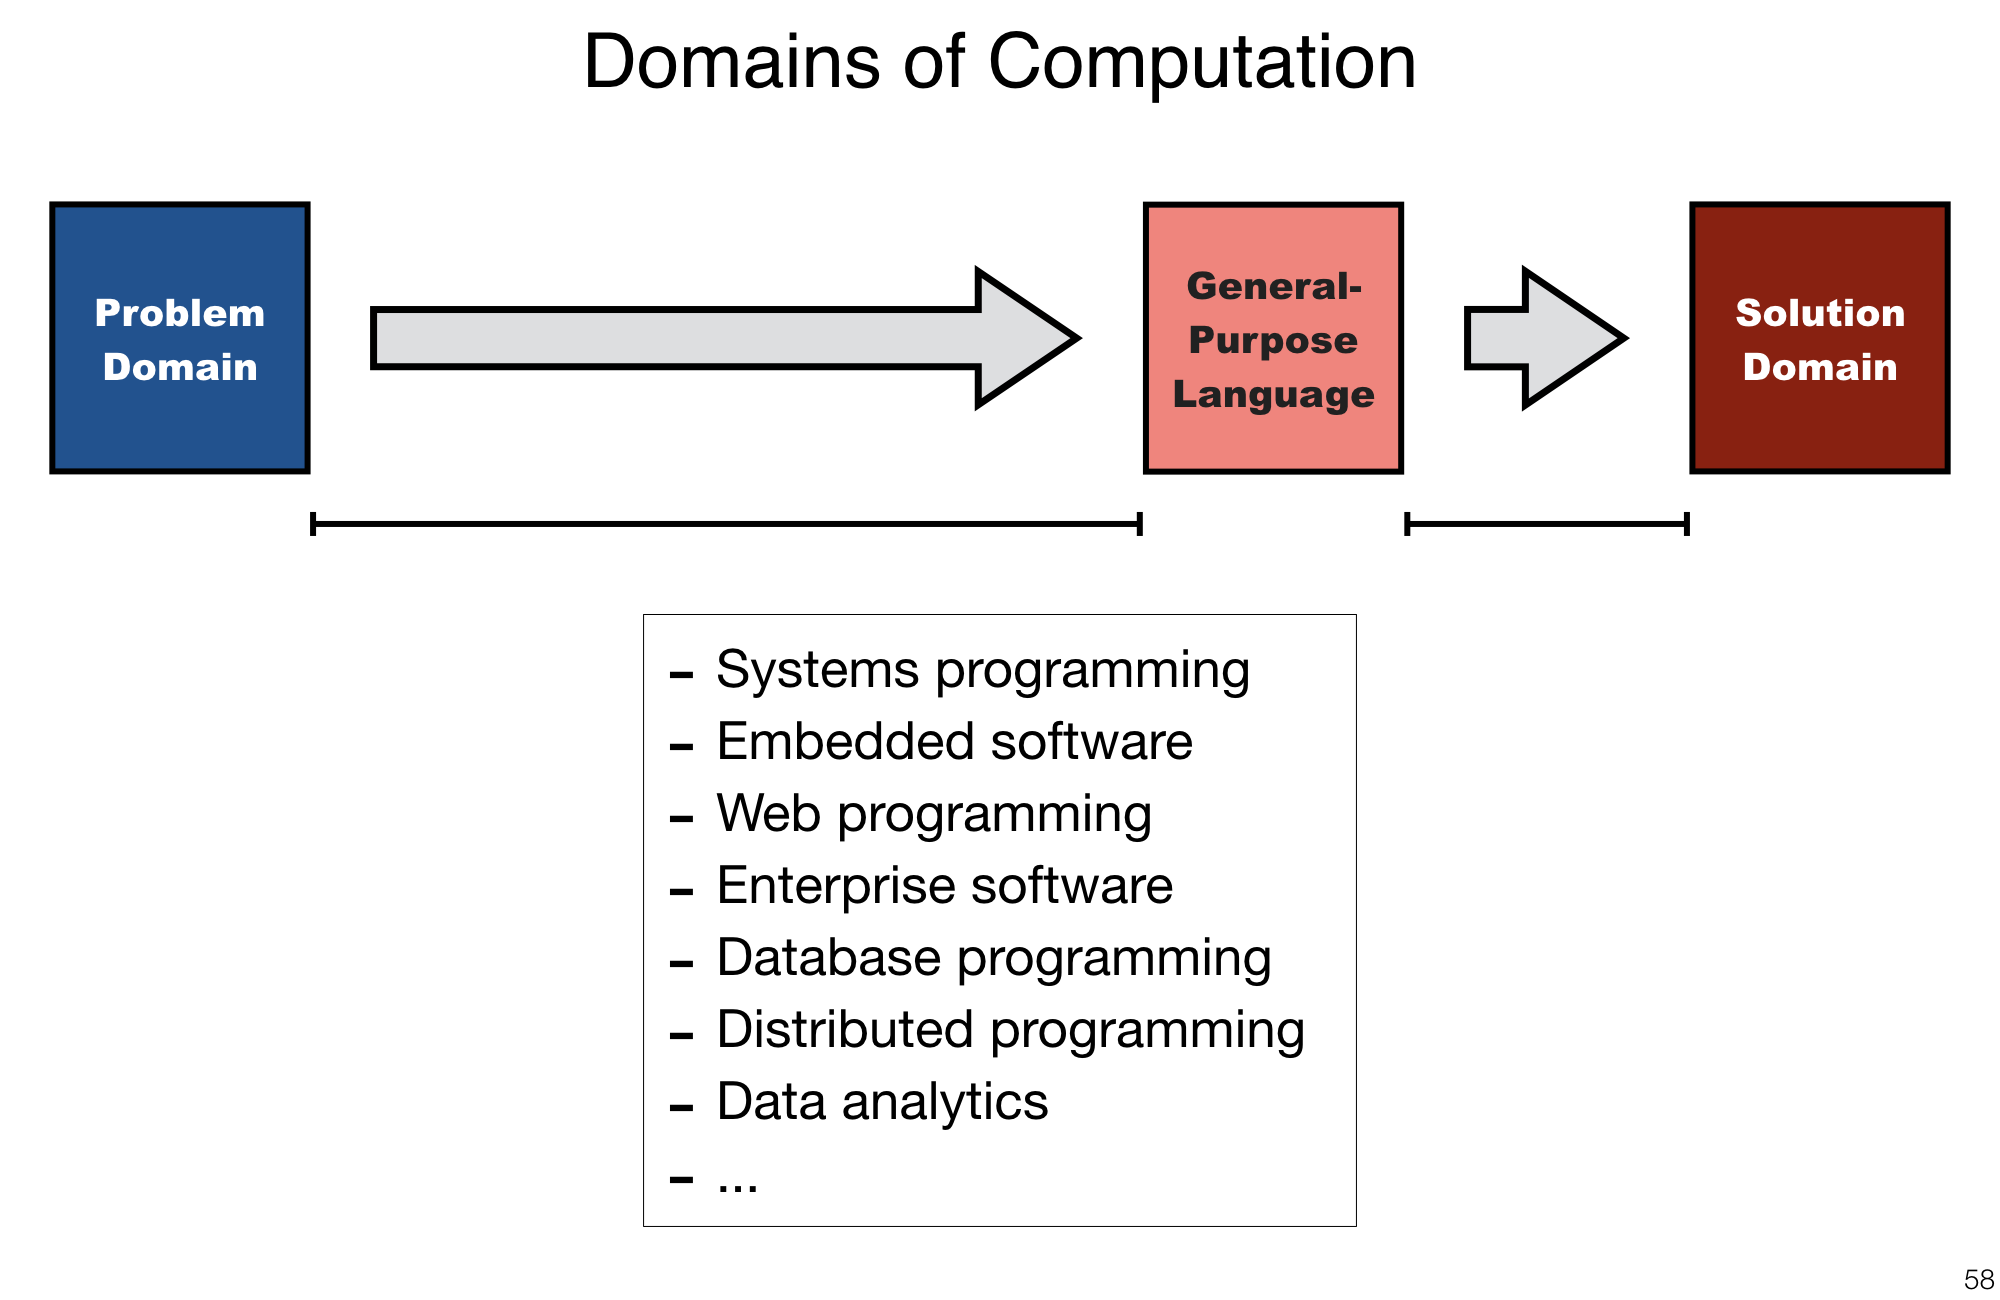 Domains of Computation
Problem
Domain
General-
Purpose
Language
Solution
Domain
- Systems programming
- Embedded software
- Web programming
- Enterprise software
- Database programming
- Distributed programming
- Data analytics
- ...
58